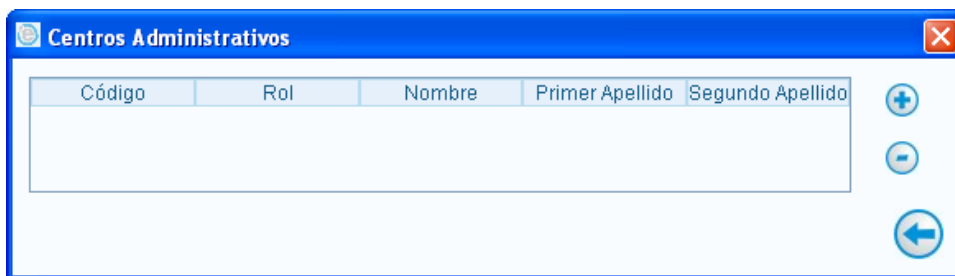 Centros Administrativos
Código Rol Nombre Primer Apellido Segundo Apellido